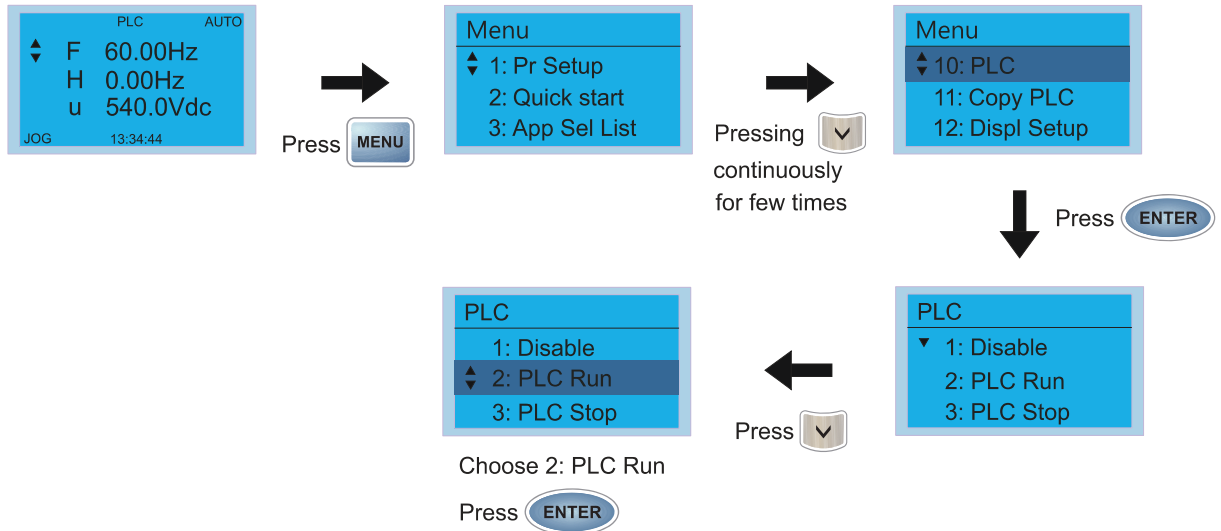 PLC AUTO
F 60.00Hz
H 0.00Hz
u 540.0Vdc
JOG 13:34:44
Press MENU
Menu
1: Pr Setup
2: Quick start
3: App Sel List
Pressing
continuously
for few times
Menu
10: PLC
11: Copy PLC
12: Displ Setup
Press ENTER
PLC
1: Disable
2: PLC Run
3: PLC Stop
Press
PLC
1: Disable
2: PLC Run
3: PLC Stop
Choose 2: PLC Run
Press ENTER